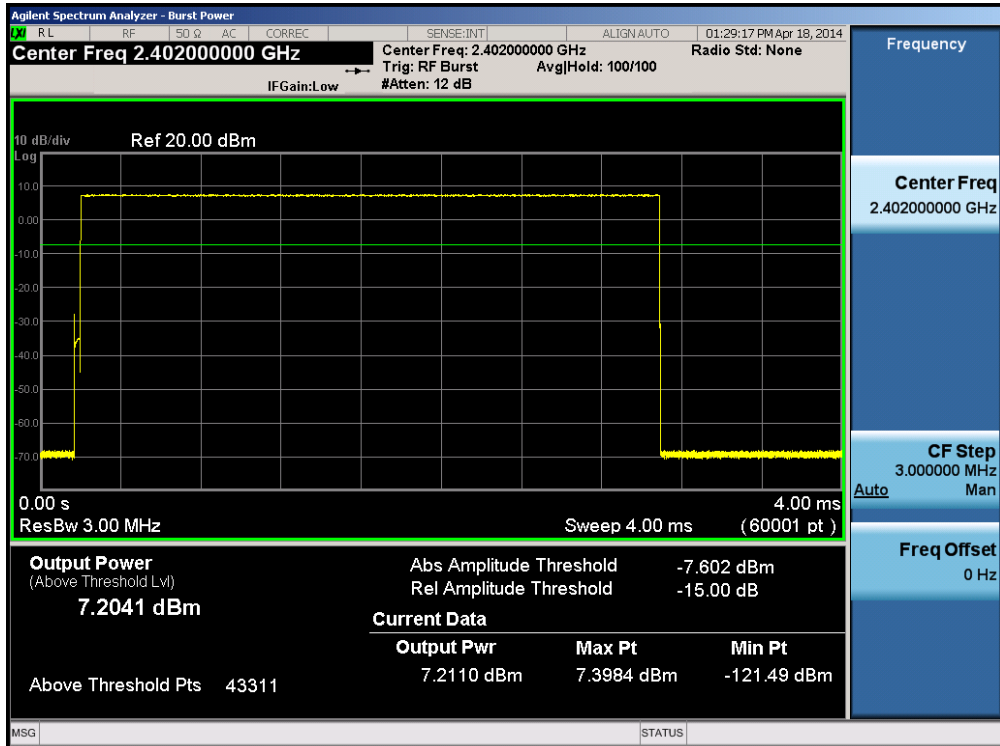 Agilent Spectrum Analyzer - Burst Power
LXI RL RF 50 Ω AC CORREC SENSE:INT ALIGN AUTO 01:29:17 PM Apr 18, 2014
Center Freq 2.402000000 GHz
IFGain:Low
Center Freq: 2.402000000 GHz Radio Std: None
Trig: RF Burst Avg|Hold: 100/100
#Atten: 12 dB
Frequency
10 dB/div Ref 20.00 dBm
Log
10.0
0.00
-10.0
-20.0
-30.0
-40.0
-50.0
-60.0
-70.0
0.00 s 4.00 ms
ResBw 3.00 MHz Sweep 4.00 ms (60001 pt)
Center Freq
2.402000000 GHz
CF Step
3.000000 MHz
Auto Man
Freq Offset
0 Hz
Output Power
(Above Threshold Lvl)
7.2041 dBm
Above Threshold Pts 43311
Abs Amplitude Threshold -7.602 dBm
Rel Amplitude Threshold -15.00 dB
Current Data
Output Pwr Max Pt Min Pt
7.2110 dBm 7.3984 dBm -121.49 dBm
MSG STATUS